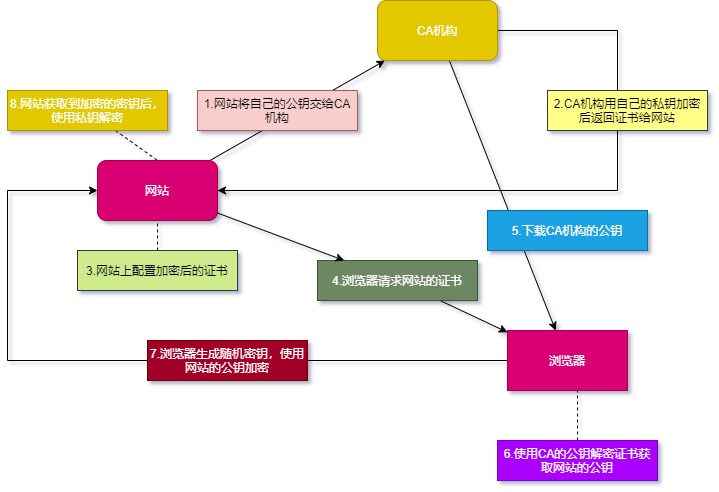 CA机构
8.网站获取到加密的密钥后,
使用私钥解密
1.网站将自己的公钥交给CA
机构
2.CA机构用自己的私钥加密
后返回证书给网站
网站
5.下载CA机构的公钥
3.网站上配置加密后的证书
4.浏览器请求网站的证书
7.浏览器生成随机密钥，使用
网站的公钥加密
浏览器
6.使用CA的公钥解密证书获
取网站的公钥